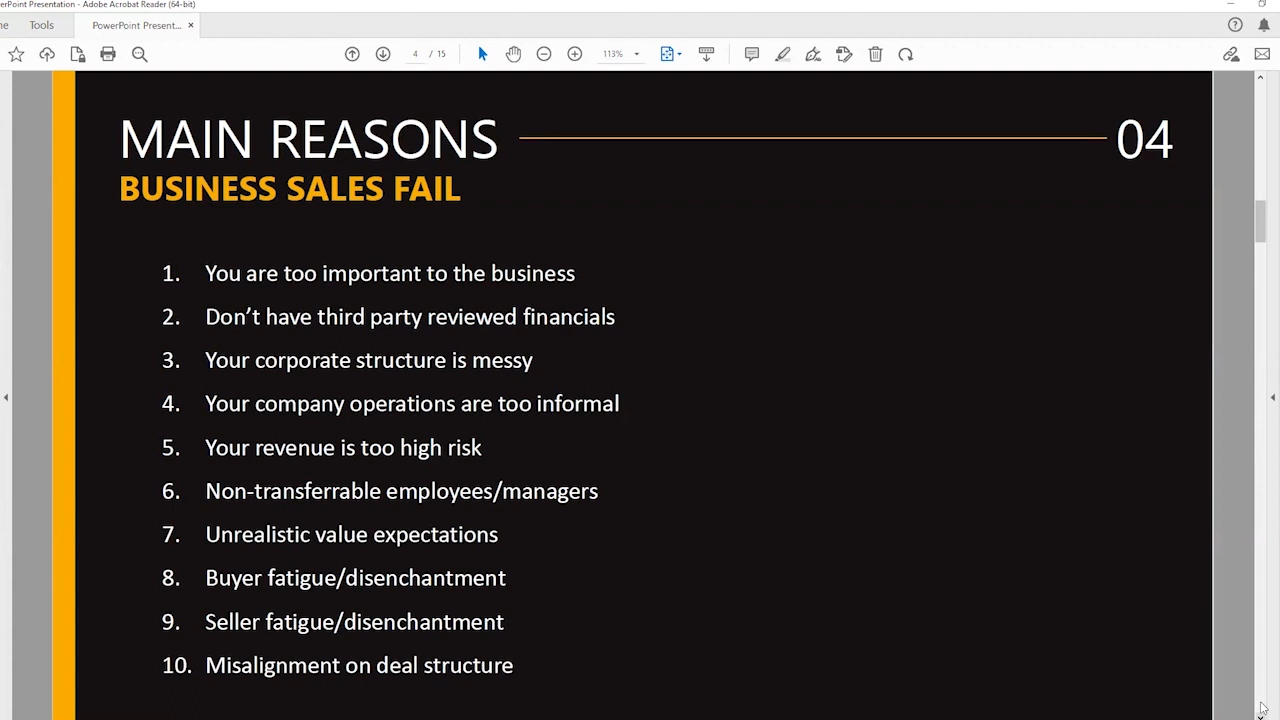 PowerPoint Presentation - Adobe Acrobat Reader (64-bit)
Tools
PowerPoint Present... ×
4 / 15
113%
MAIN REASONS
04
BUSINESS SALES FAIL
1. You are too important to the business
2. Don’t have third party reviewed financials
3. Your corporate structure is messy
4. Your company operations are too informal
5. Your revenue is too high risk
6. Non-transferrable employees/managers
7. Unrealistic value expectations
8. Buyer fatigue/disenchantment
9. Seller fatigue/disenchantment
10. Misalignment on deal structure